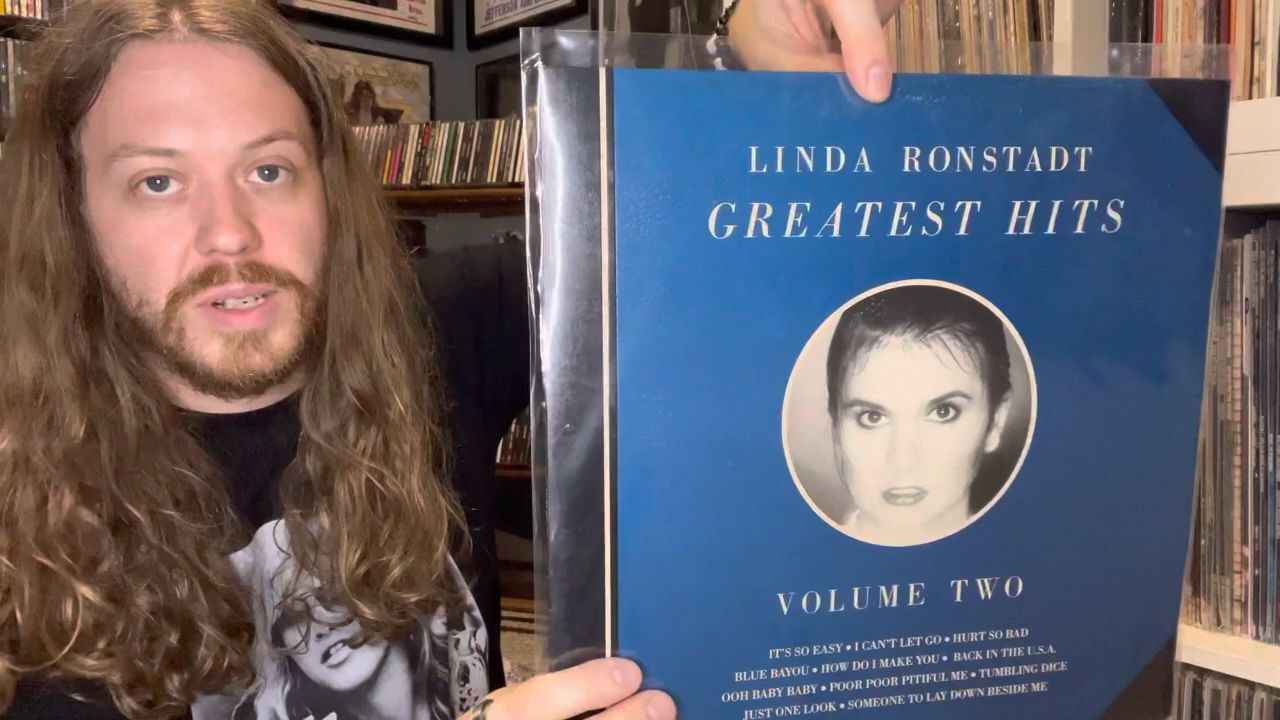 JEFFERSON AIRPLANE
LINDA RONSTADT
GREATEST HITS
VOLUME TWO
IT'S SO EASY • I CAN'T LET GO • HURT SO BAD
BLUE BAYOU • HOW DO I MAKE YOU • BACK IN THE U.S.A.
OOH BABY BABY • POOR POOR PITIFUL ME • TUMBLING DICE
JUST ONE LOOK • SOMEONE TO LAY DOWN BESIDE ME